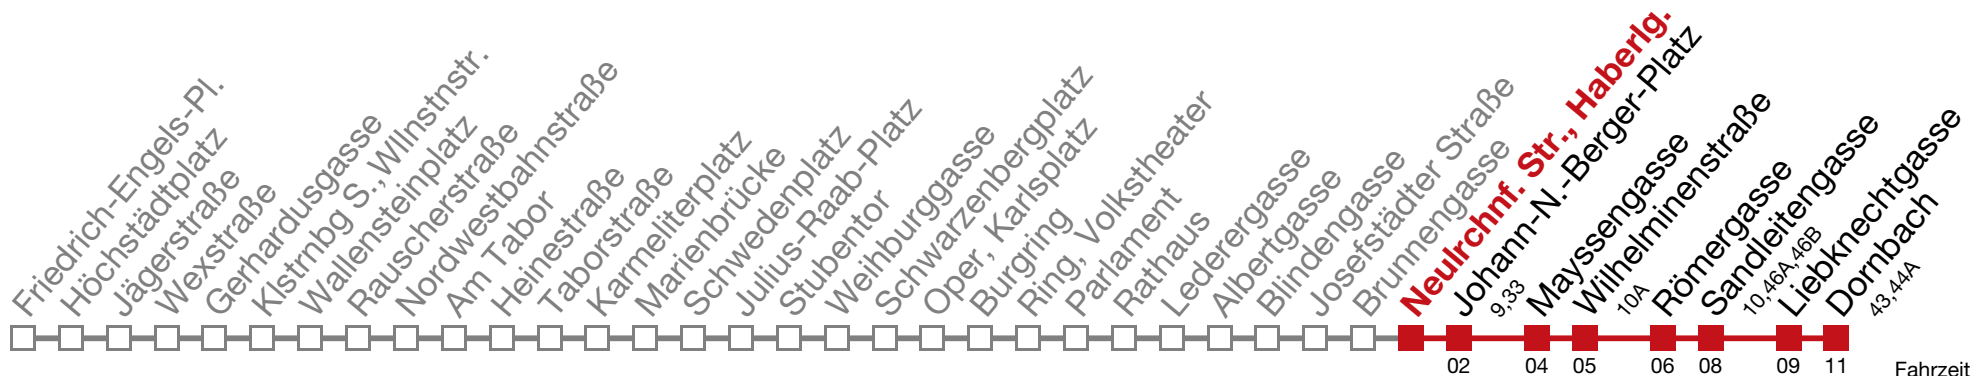 Friedrich-Engels-Pl.
Höchstädtplatz
Jägerstraße
Wexstraße
Gerhardusgasse
Klstrnbg S., Wllnstnstr.
Wallensteinplatz
Rauscherstraße
Nordwestbahnstraße
Am Tabor
Heinestraße
Taborstraße
Karmeliterplatz
Marienbrücke
Schwedenplatz
Julius-Raab-Platz
Stubentor
Weihburggasse
Schwarzenbergplatz
Oper, Karlsplatz
Burgring
Ring, Volkstheater
Parlament
Rathaus
Lederergasse
Albertgasse
Blindengasse
Josefstädter Straße
Brunnengasse
Neulrchnf. Str., Haberlg.
Johann-N.-Berger-Platz
9,33
Mayssengasse
Wilhelminenstraße
10A
Römergasse
Sandleitengasse
10,46A,46B
Liebknechtgasse
Dornbach
43,44A
02 04 05 06 08 09 11 Fahrzeit